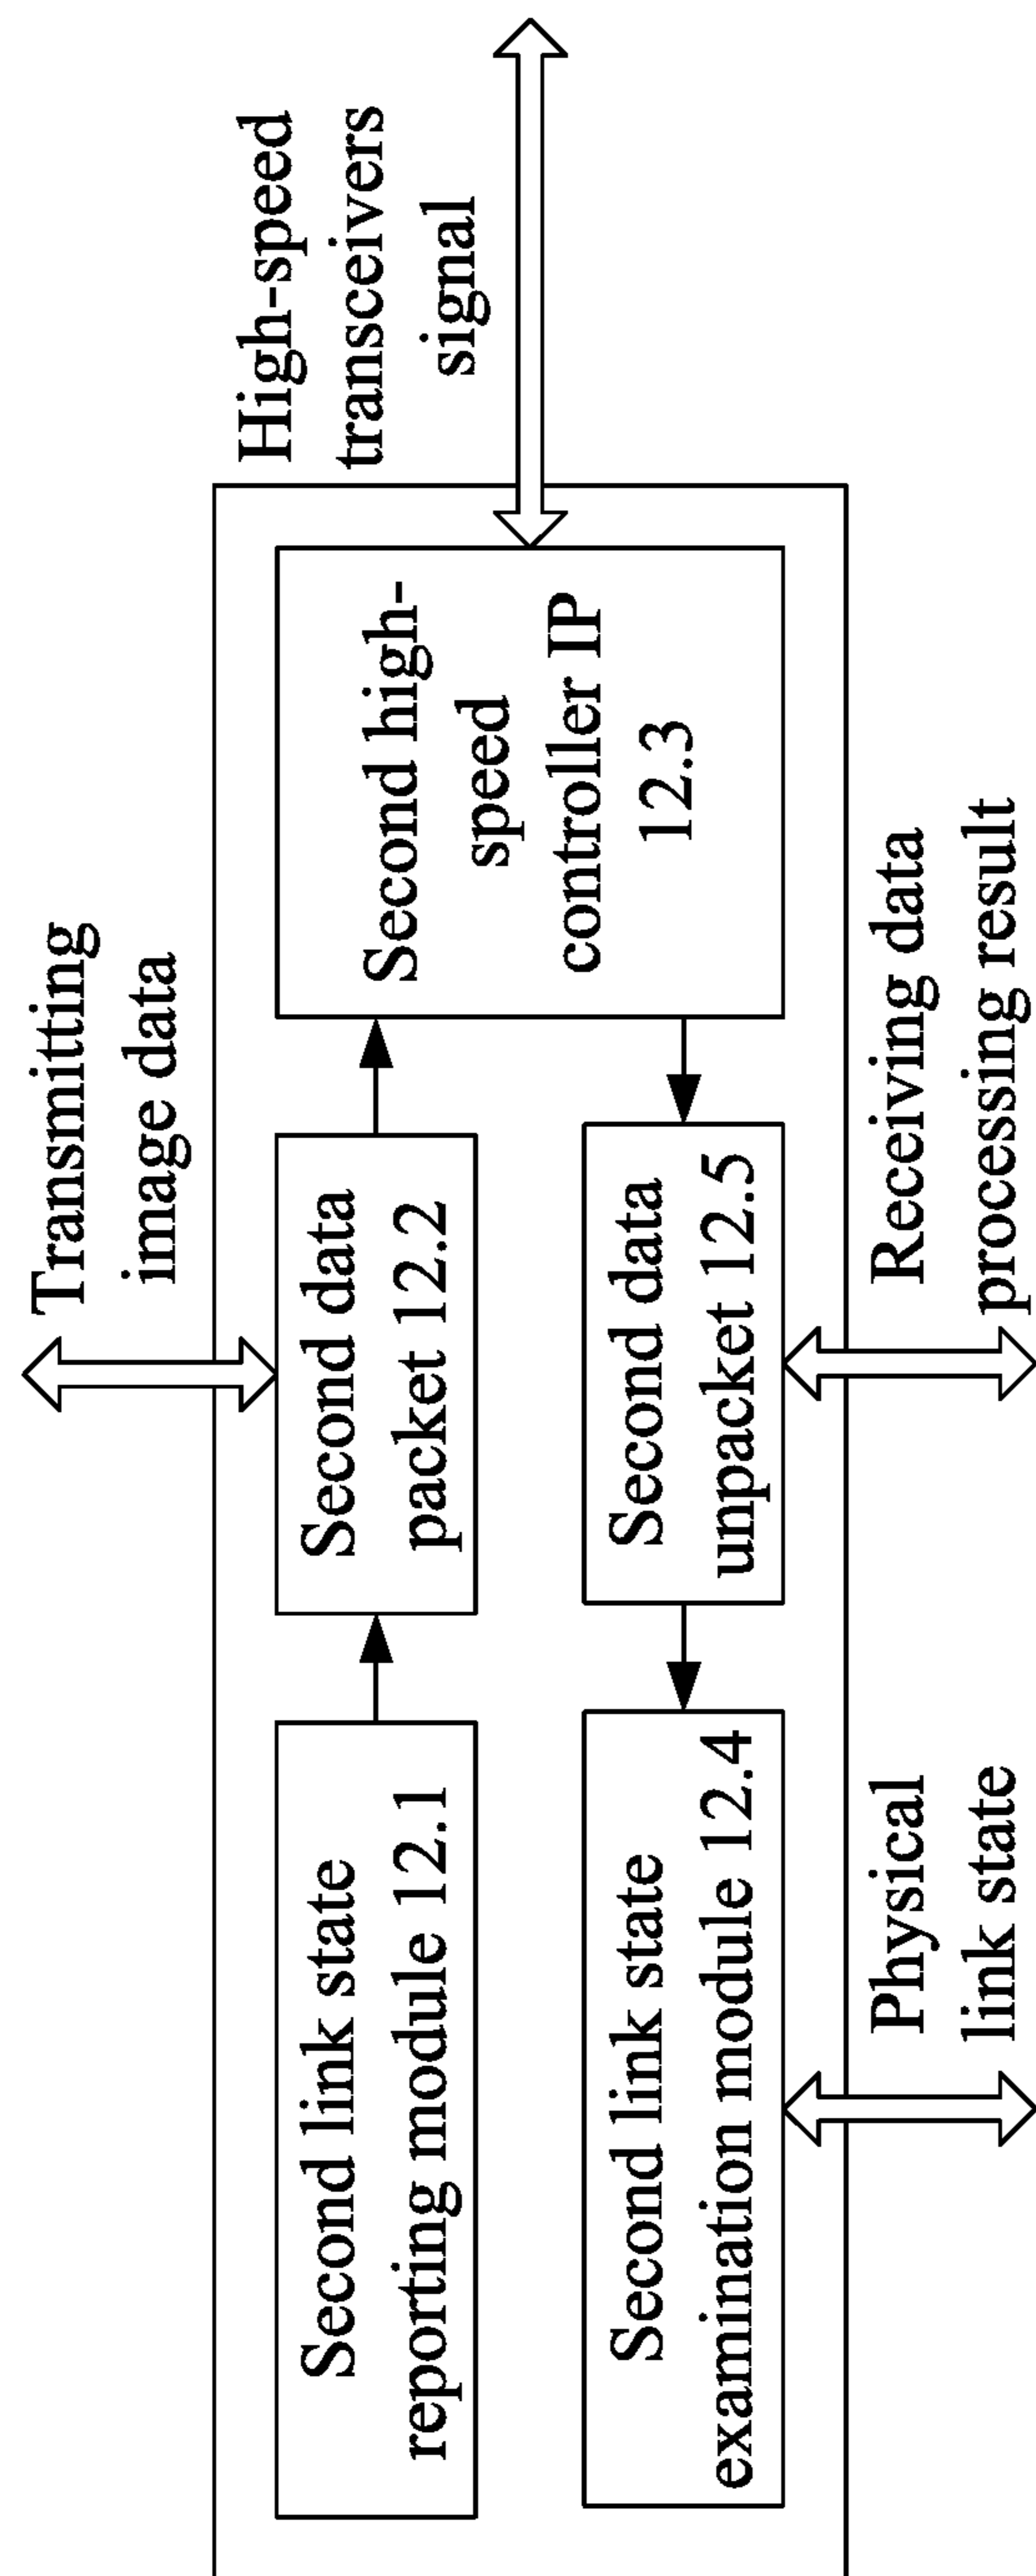 Transmitting
image data
High-speed
transceivers
signal
Second link state
reporting module 12.1
Second data
packet 12.2
Second high-
speed
controller IP
12.3
Second link state
examination module 12.4
Second data
unpacket 12.5
Physical
link state
Receiving data
processing result